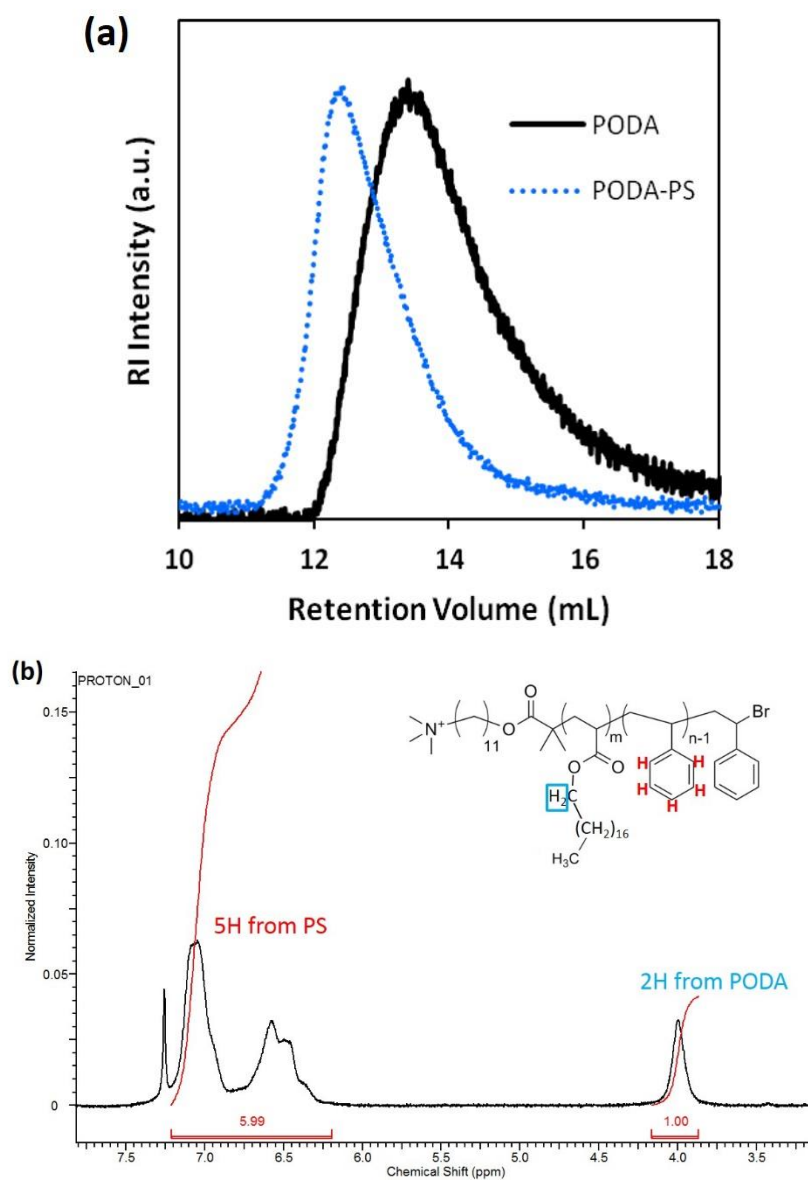 (a)
RI Intensity (a.u.)
PODA
PODA-PS
10 12 14 16 18
Retention Volume (mL)
(b)
PROTON_01
Normalized Intensity
0.15
0.10
0.05
0
N+
11
O
O
m
n-1
Br
O
O
H2C
(CH2)16
H3C
H H
H H
H
5H from PS
2H from PODA
5.99
1.00
7.5 7.0 6.5 6.0 5.5 5.0 4.5 4.0 3.5
Chemical Shift (ppm)